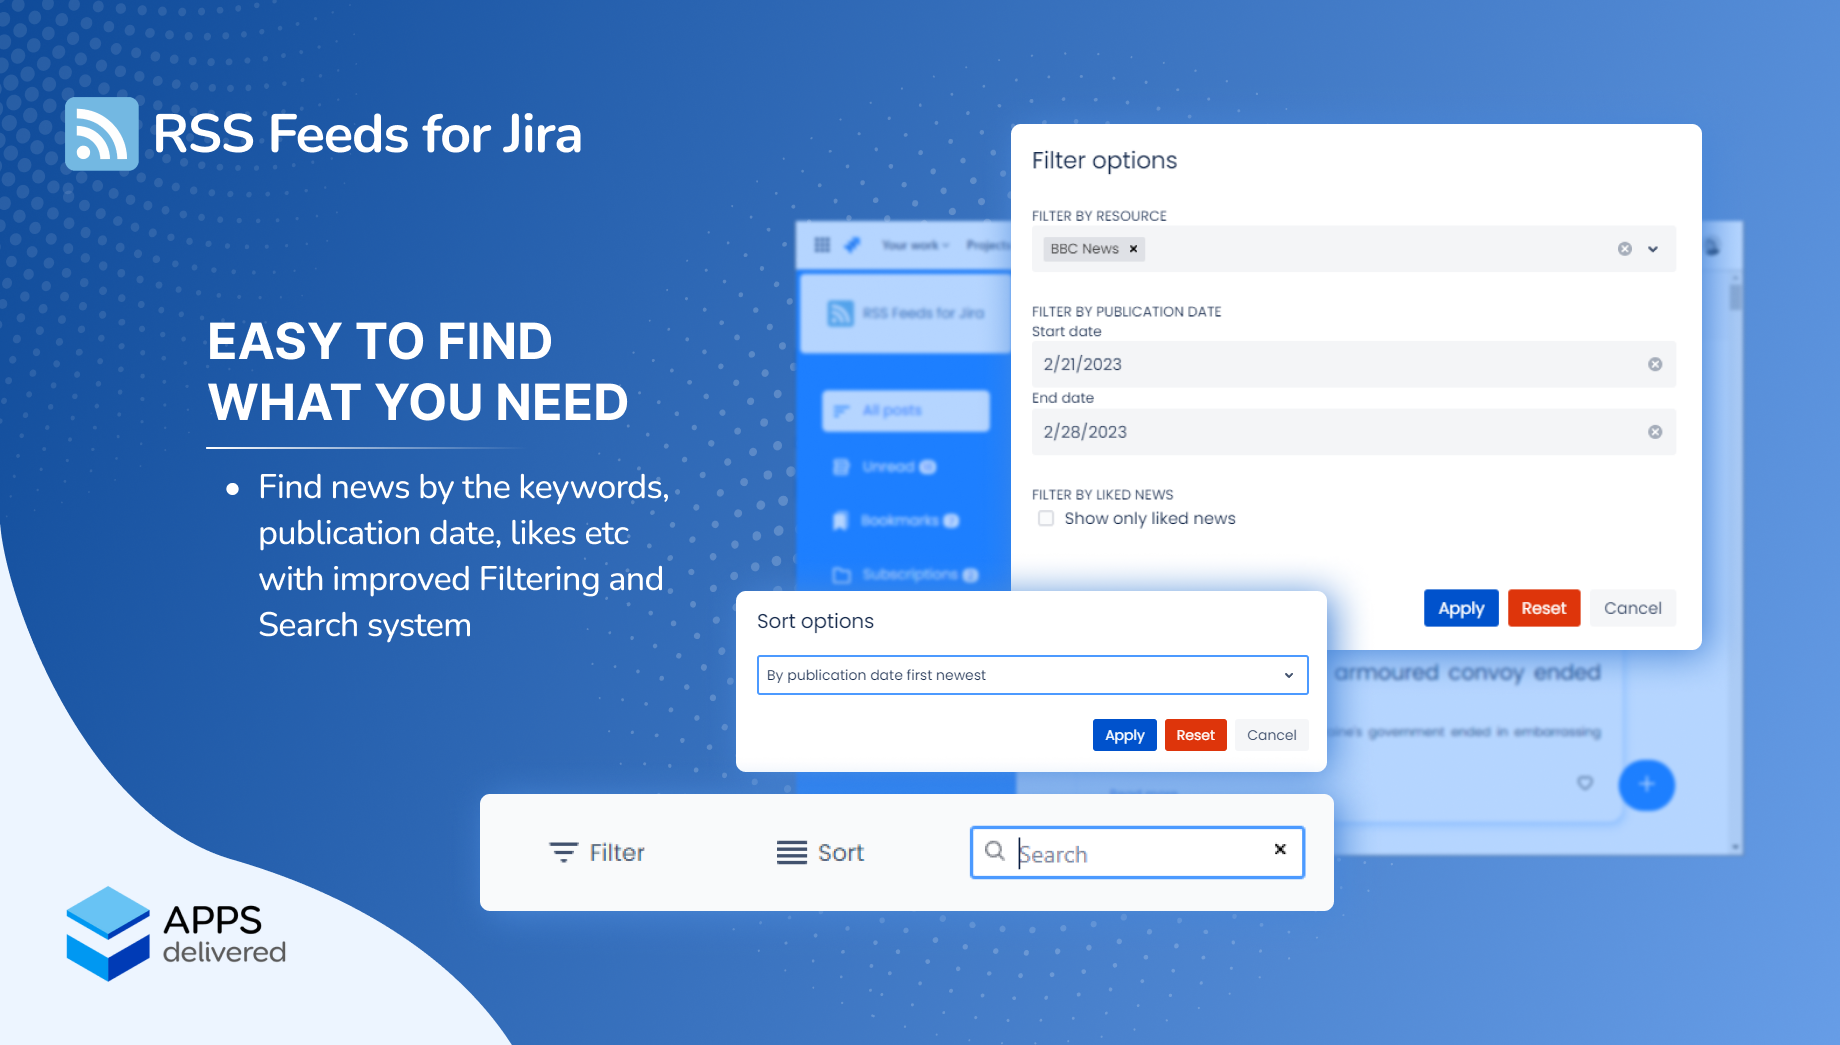 RSS Feeds for Jira
EASY TO FIND
WHAT YOU NEED
• Find news by the keywords,
publication date, likes etc
with improved Filtering and
Search system
APPS
delivered
Your work
Projects
RSS Feeds for Jira
All posts
Unread
Bookmarks
Subscriptions
Filter options
FILTER BY RESOURCE
BBC News
FILTER BY PUBLICATION DATE
Start date
2/21/2023
End date
2/28/2023
FILTER BY LIKED NEWS
Show only liked news
Apply Reset Cancel
armoured convoy ended
government ended in embarrassing
Sort options
By publication date first newest
Apply Reset Cancel
Filter Sort Search